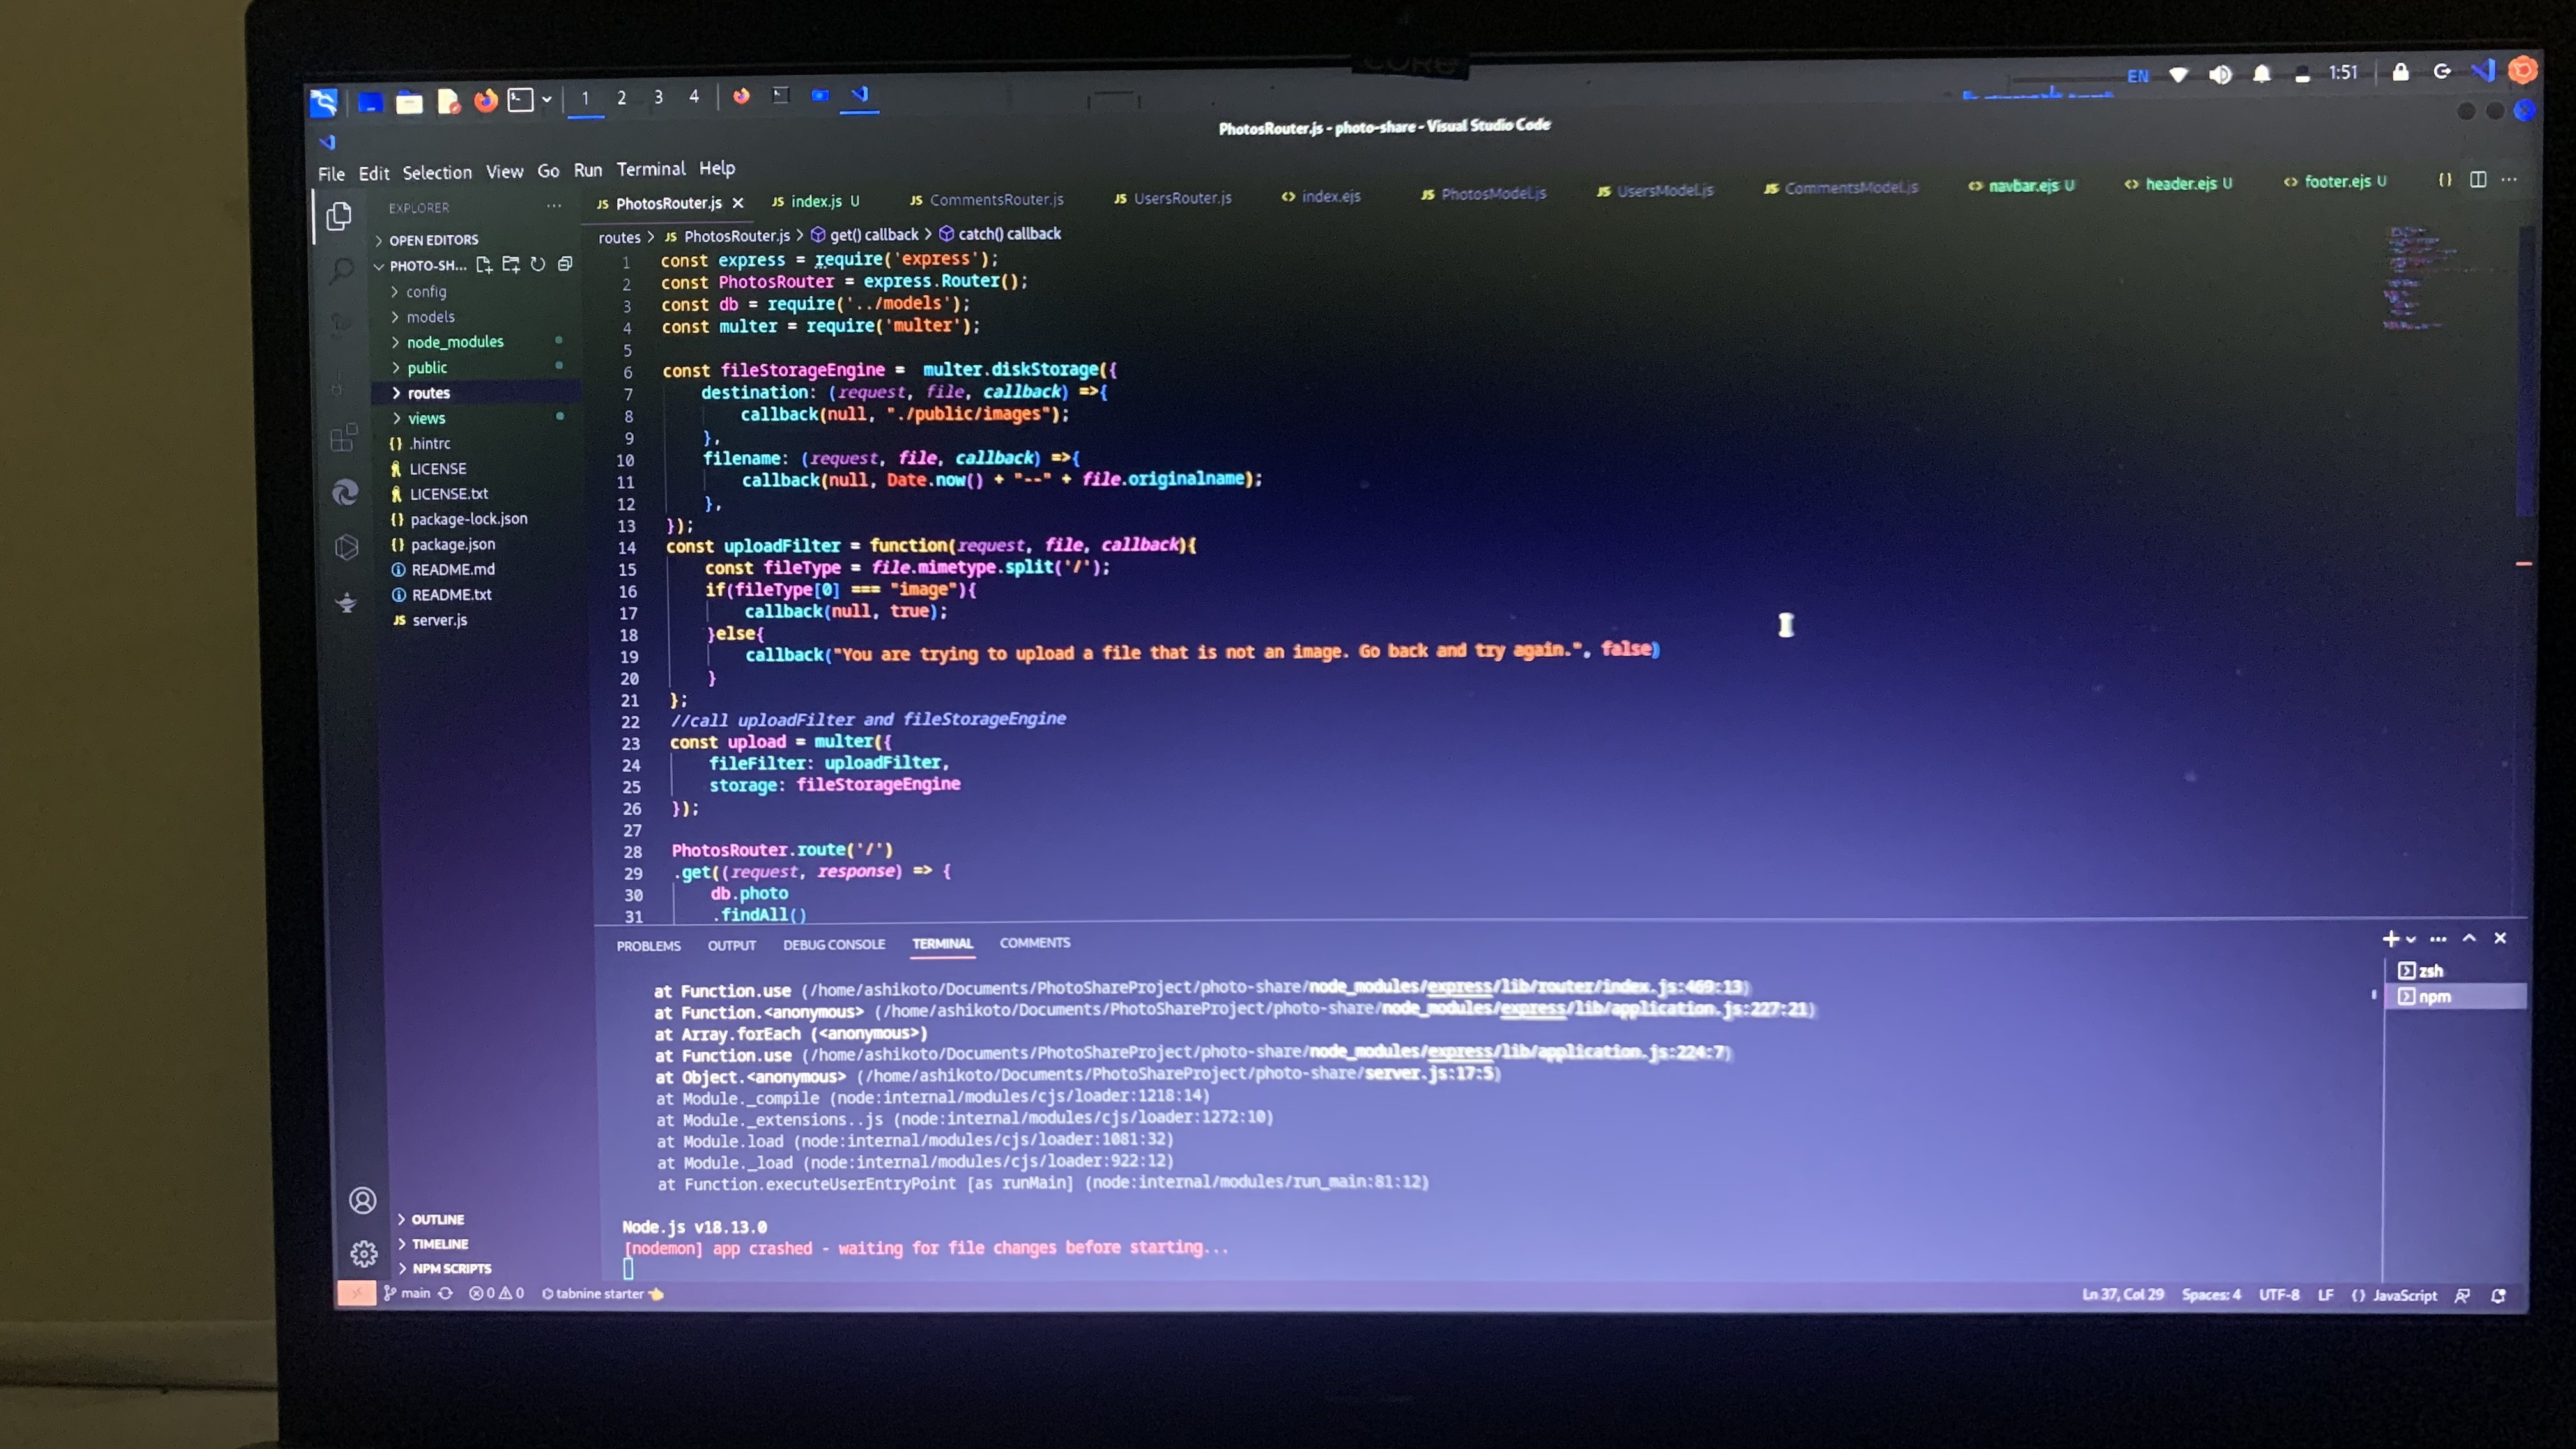 CORE
1 2 3 4
EN 1:51
PhotosRouter.js - photo-share - Visual Studio Code
File Edit Selection View Go Run Terminal Help
EXPLORER ...
JS PhotosRouter.js ×
JS index.js U
JS CommentsRouter.js
JS UsersRouter.js
<> index.ejs
JS PhotosModel.js
JS UsersModel.js
JS CommentsModel.js
<> navbar.ejs U
<> header.ejs U
<> footer.ejs U
{}
...
OPEN EDITORS
PHOTO-SH...
config
models
node_modules
public
routes
views
{} .hintrc
LICENSE
LICENSE.txt
{} package-lock.json
{} package.json
README.md
README.txt
JS server.js
OUTLINE
TIMELINE
NPM SCRIPTS
routes > JS PhotosRouter.js > get() callback > catch() callback
1 const express = require('express');
2 const PhotosRouter = express.Router();
3 const db = require('../models');
4 const multer = require('multer');
5
6 const fileStorageEngine =  multer.diskStorage({
7 destination: (request, file, callback) =>{
8 callback(null, "./public/images");
9 },
10 filename: (request, file, callback) =>{
11 callback(null, Date.now() + "--" + file.originalname);
12 },
13 });
14 const uploadFilter = function(request, file, callback){
15 const fileType = file.mimetype.split('/');
16 if(fileType[0] === "image"){
17 callback(null, true);
18 }else{
19 callback("You are trying to upload a file that is not an image. Go back and try again.", false)
20 }
21 };
22 //call uploadFilter and fileStorageEngine
23 const upload = multer({
24 fileFilter: uploadFilter,
25 storage: fileStorageEngine
26 });
27
28 PhotosRouter.route('/')
29 .get((request, response) => {
30 db.photo
31 .findAll()
PROBLEMS OUTPUT DEBUG CONSOLE TERMINAL COMMENTS
at Function.use (/home/ashikoto/Documents/PhotoShareProject/photo-share/node_modules/express/lib/router/index.js:469:13)
at Function.<anonymous> (/home/ashikoto/Documents/PhotoShareProject/photo-share/node_modules/express/lib/application.js:227:21)
at Array.forEach (<anonymous>)
at Function.use (/home/ashikoto/Documents/PhotoShareProject/photo-share/node_modules/express/lib/application.js:224:7)
at Object.<anonymous> (/home/ashikoto/Documents/PhotoShareProject/photo-share/server.js:17:5)
at Module._compile (node:internal/modules/cjs/loader:1218:14)
at Module._extensions..js (node:internal/modules/cjs/loader:1272:10)
at Module.load (node:internal/modules/cjs/loader:1081:32)
at Module._load (node:internal/modules/cjs/loader:922:12)
at Function.executeUserEntryPoint [as runMain] (node:internal/modules/run_main:81:12)
Node.js v18.13.0
[nodemon] app crashed - waiting for file changes before starting...
zsh
npm
main 0 0 tabnine starter
Ln 37, Col 29 Spaces: 4 UTF-8 LF {} JavaScript